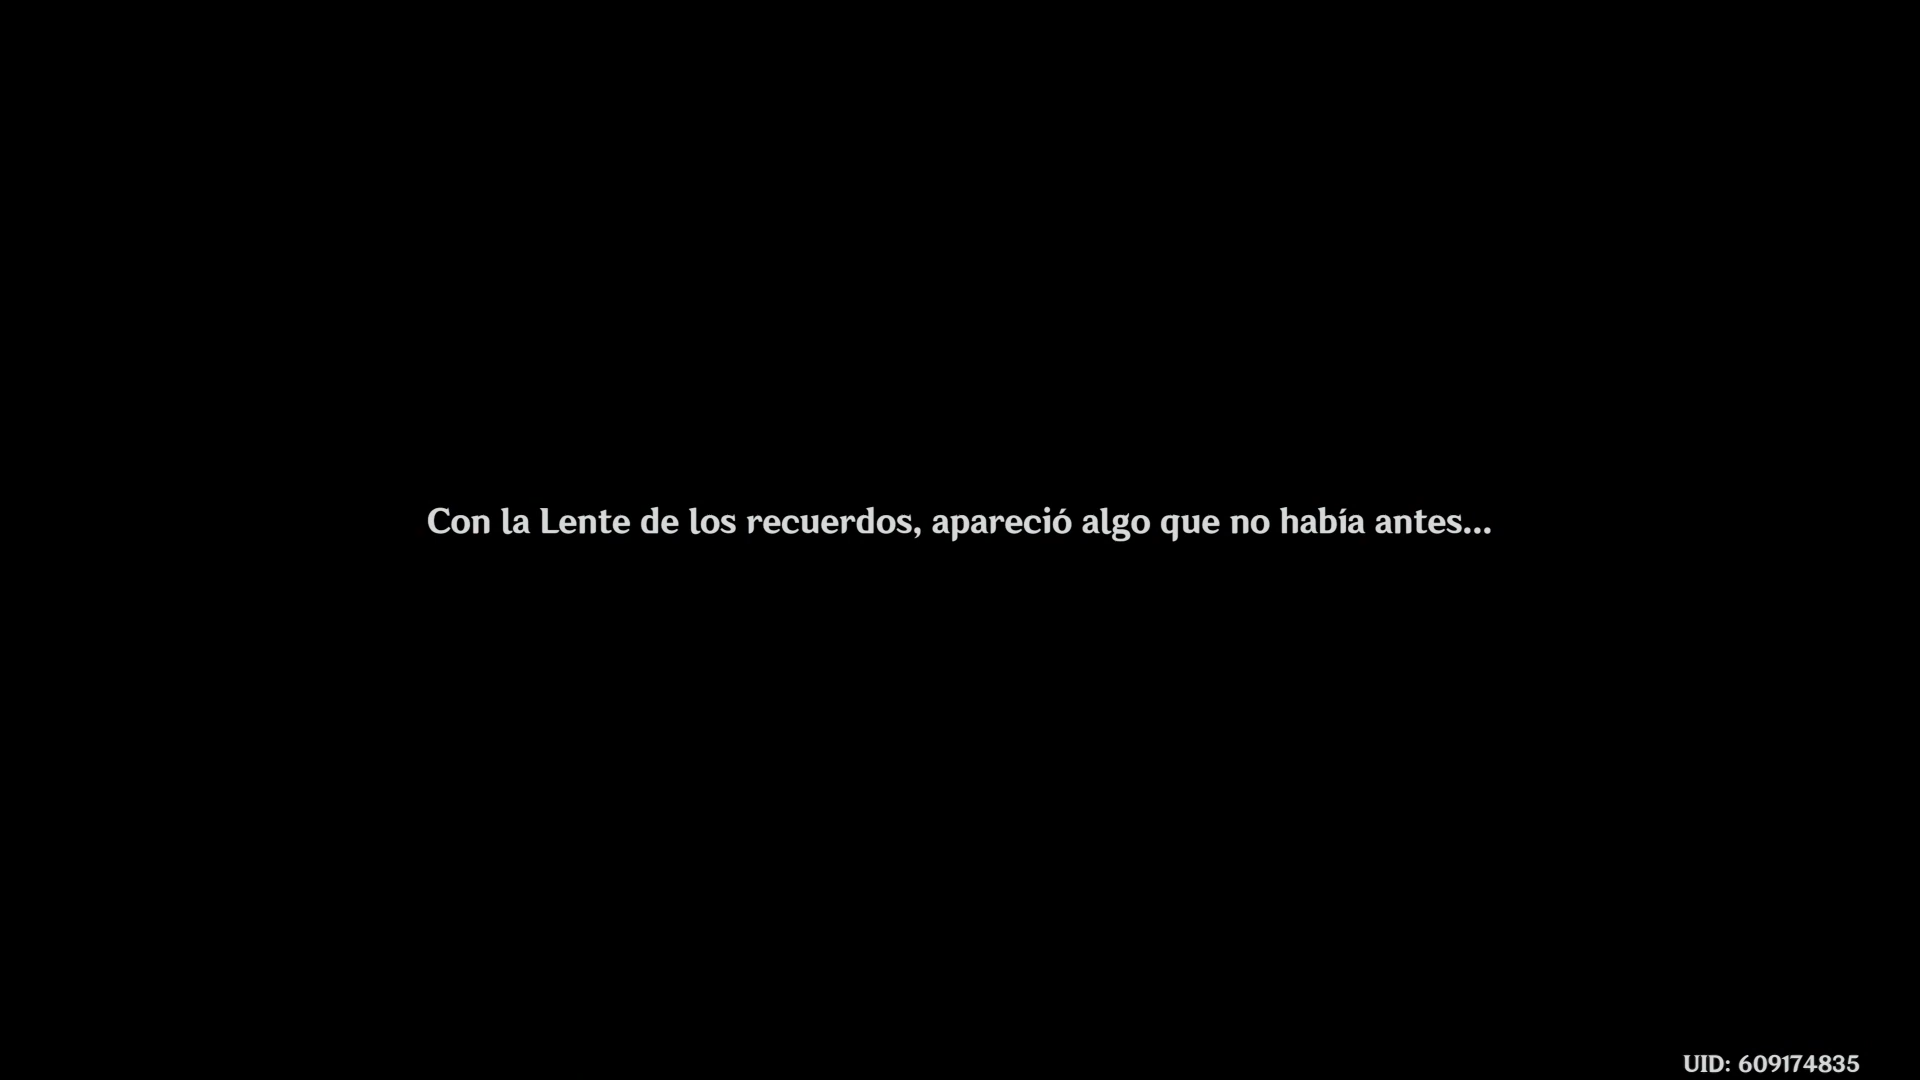 Con la Lente de los recuerdos, apareció algo que no había antes...
UID: 609174835